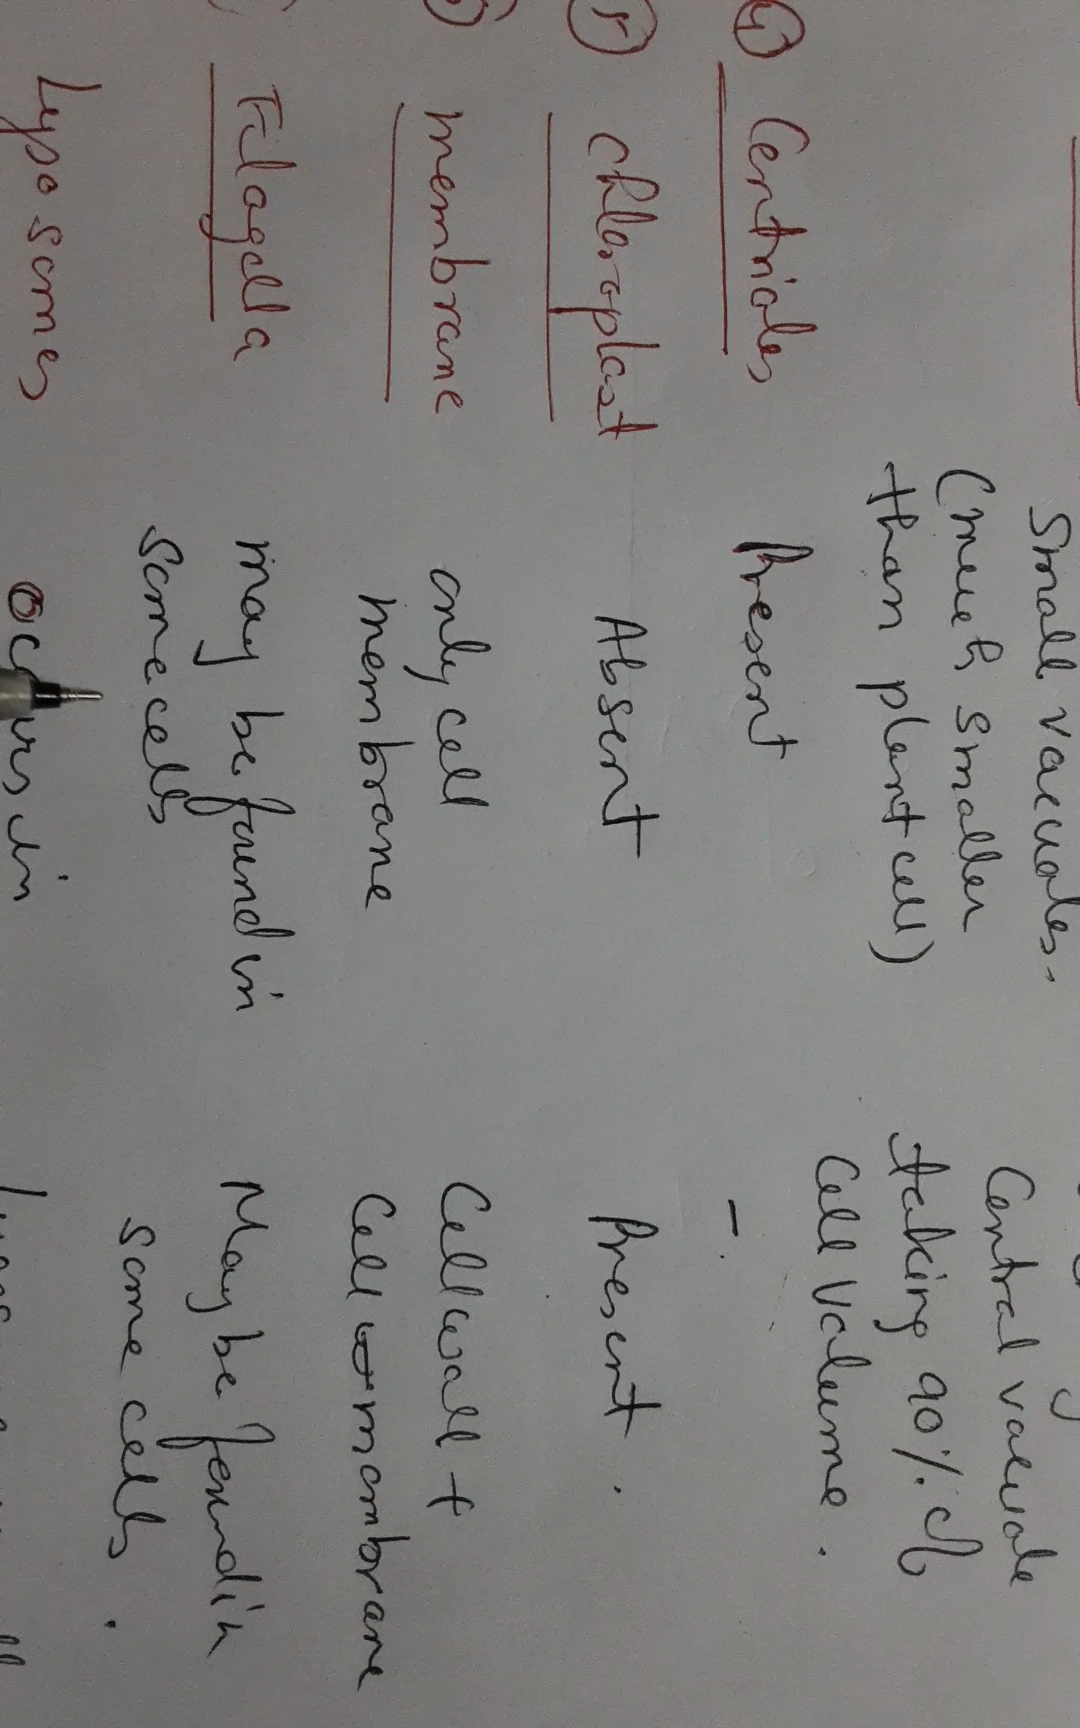 Small vacuoles.
Central vacuole
(much smaller
taking 90% of
than plant cell)
cell volume.
4) Centrioles
Present
-.
5) Chloroplast
Absent
Present.
membrane
only cell
Cell wall +
membrane
Cell membrane
Flagella
may be found in
May be found in
some cells
some cells.
Lyposomes
occurs in